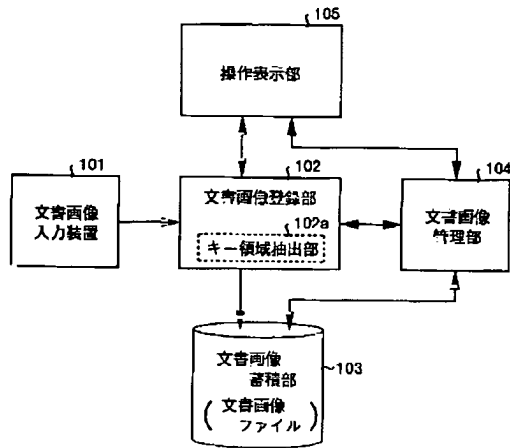 105
操作表示部
101
文書画像
入力装置
102
文書画像登録部
102a
キー領域抽出部
104
文書画像
管理部
文書画像
蓄積部
(文書画像
ファイル)
103